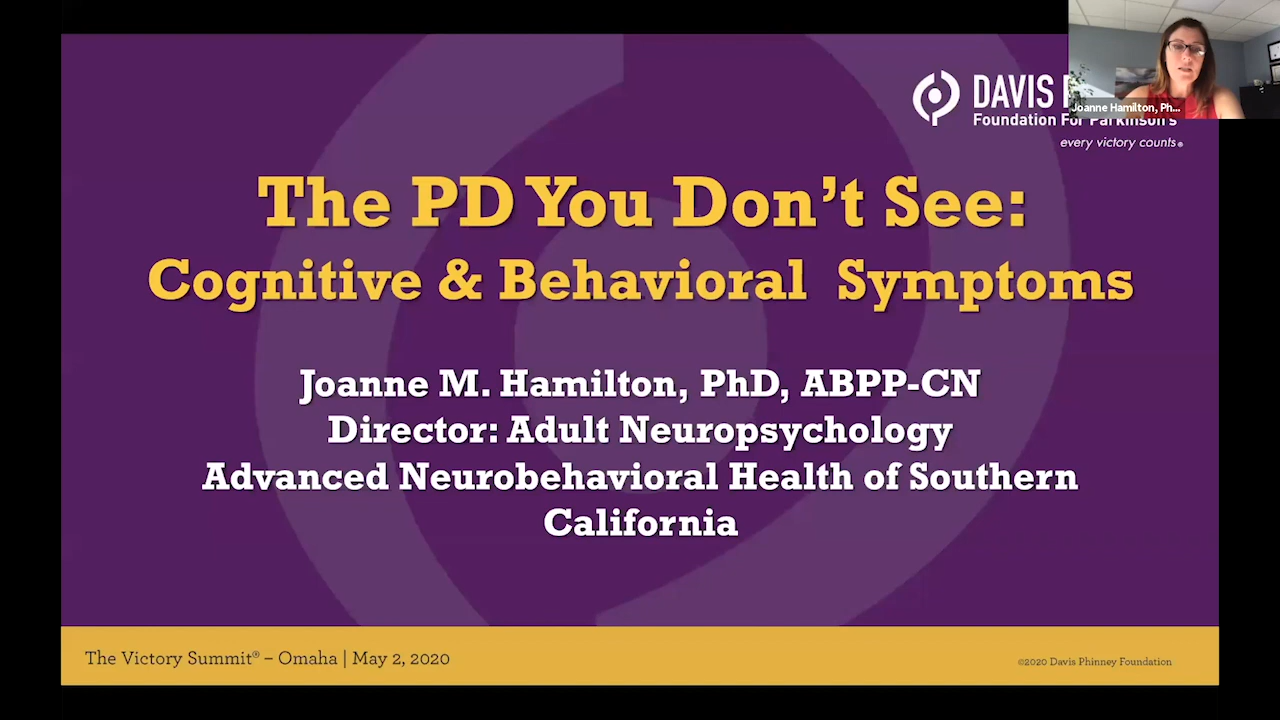 DAVIS
Foundation For Parkinson's
every victory counts®
Joanne Hamilton, Ph...
The PD You Don't See:
Cognitive & Behavioral Symptoms
Joanne M. Hamilton, PhD, ABPP-CN
Director: Adult Neuropsychology
Advanced Neurobehavioral Health of Southern
California
The Victory Summit® – Omaha | May 2, 2020
©2020 Davis Phinney Foundation